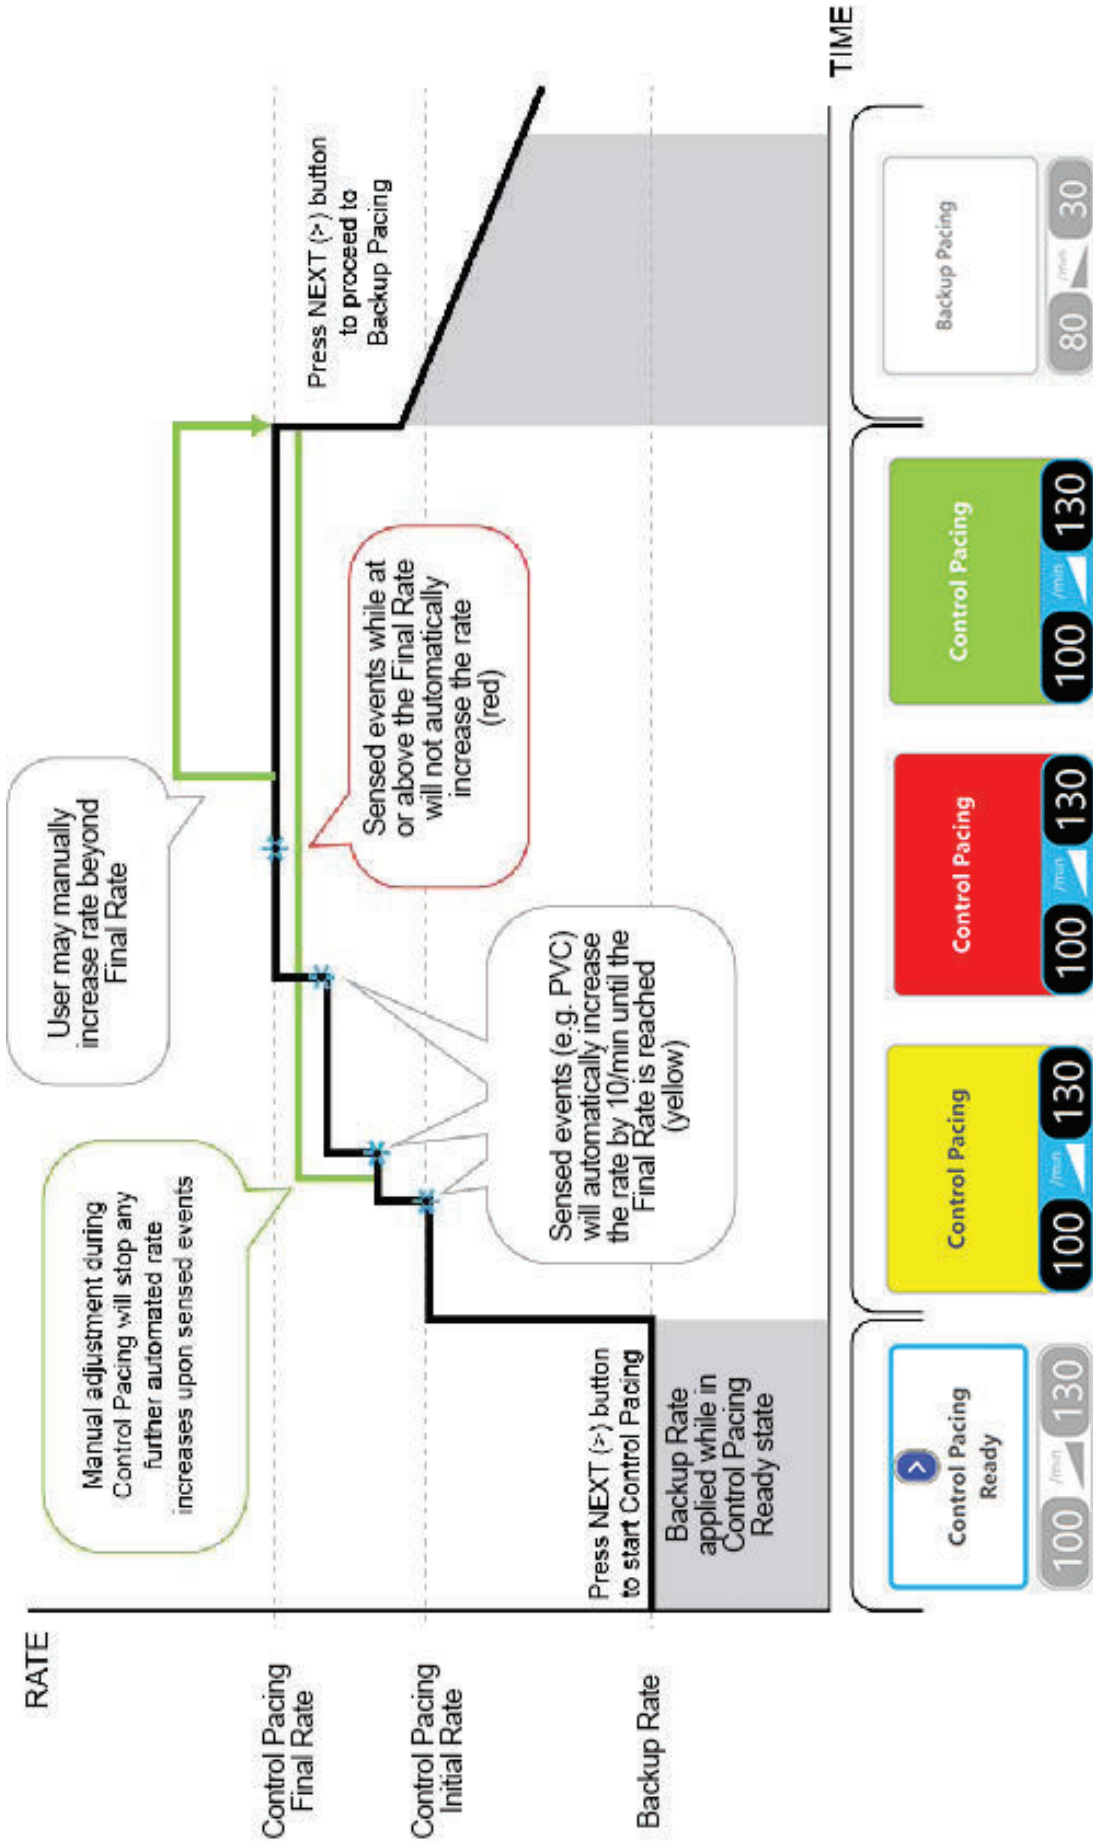 RATE
Control Pacing
Final Rate
Control Pacing
Initial Rate
Backup Rate
Manual adjustment during
Control Pacing will stop any
further automated rate
increases upon sensed events
User may manually
increase rate beyond
Final Rate
Sensed events while at
or above the Final Rate
will not automatically
increase the rate
(red)
Sensed events (e.g. PVC)
will automatically increase
the rate by 10/min until the
Final Rate is reached
(yellow)
Press NEXT (>) button
to proceed to
Backup Pacing
Press NEXT (>) button
to start Control Pacing
Backup Rate
applied while in
Control Pacing
Ready state
TIME
>
Control Pacing
Ready
100 /min 130
Control Pacing
100 /min 130
Control Pacing
100 /min 130
Control Pacing
100 /min 130
Backup Pacing
80 /min 30